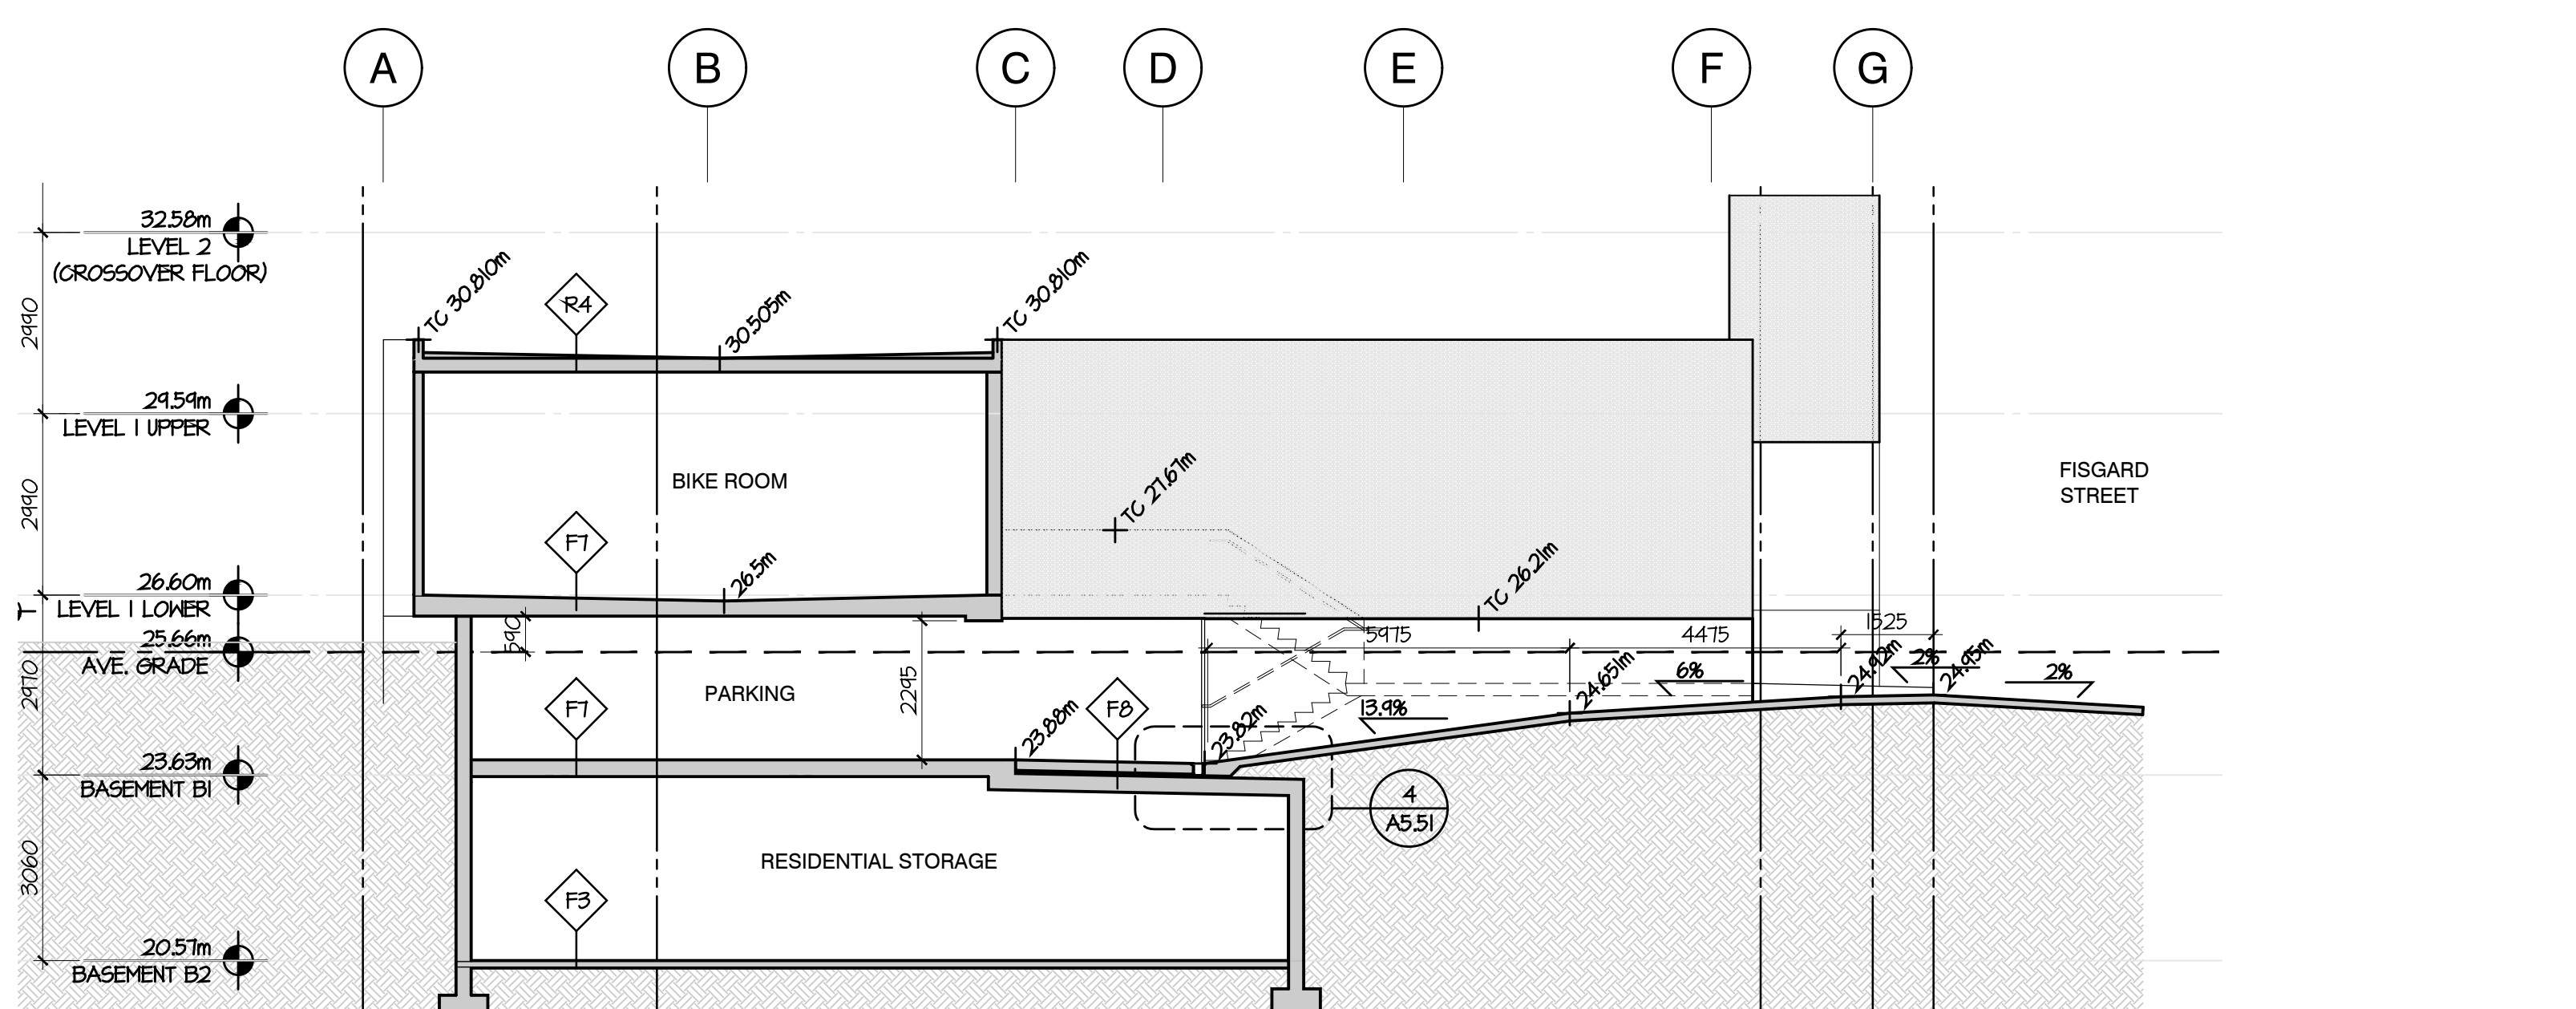 A
B
C
D
E
F
G
32.58m
LEVEL 2
(CROSSOVER FLOOR)
2990
TC 30.810m
R4
30.505m
TC 30.810m
29.59m
LEVEL 1 UPPER
FISGARD
STREET
BIKE ROOM
TC 27.67m
2990
F7
26.5m
TC 26.21m
26.60m
LEVEL 1 LOWER
25.66m
AVE. GRADE
590
5975
4475
1525
2970
PARKING
F7
2295
23.88m
F8
23.82m
13.9%
24.651m
6%
24.92m
2%
24.95m
2%
23.63m
BASEMENT B1
4
A5.51
3060
RESIDENTIAL STORAGE
F3
20.57m
BASEMENT B2